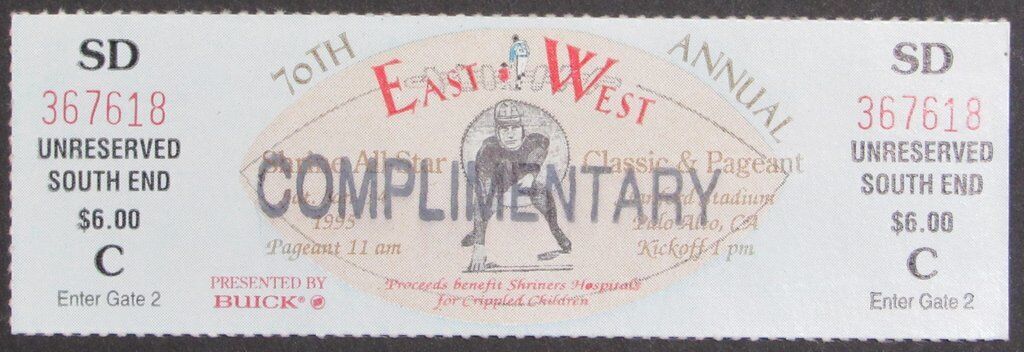 SD
367618
UNRESERVED
SOUTH END
$6.00
C
Enter Gate 2
70TH ANNUAL
EAST WEST
Shrine All-Star Classic & Pageant
COMPLIMENTARY
1995
Stadium
Palo Alto, CA
Pageant 11 am
Kickoff 1 pm
PRESENTED BY
BUICK®
Proceeds benefit Shriners Hospitals
for Crippled Children
SD
367618
UNRESERVED
SOUTH END
$6.00
C
Enter Gate 2